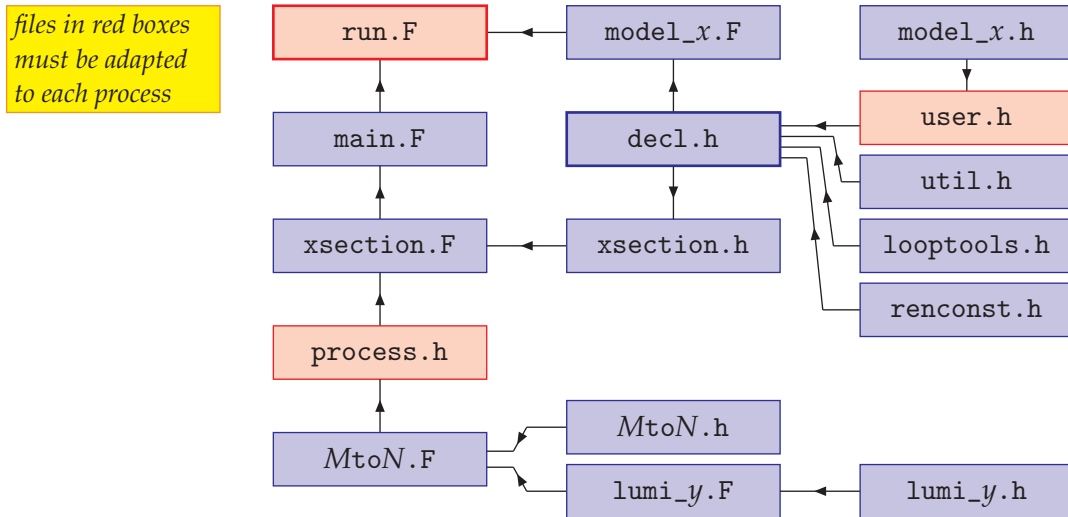 files in red boxes
must be adapted
to each process
run.F
model_x.F
model_x.h
main.F
decl.h
user.h
util.h
xsection.F
xsection.h
looptools.h
renconst.h
process.h
MtoN.F
MtoN.h
lumi_y.F
lumi_y.h